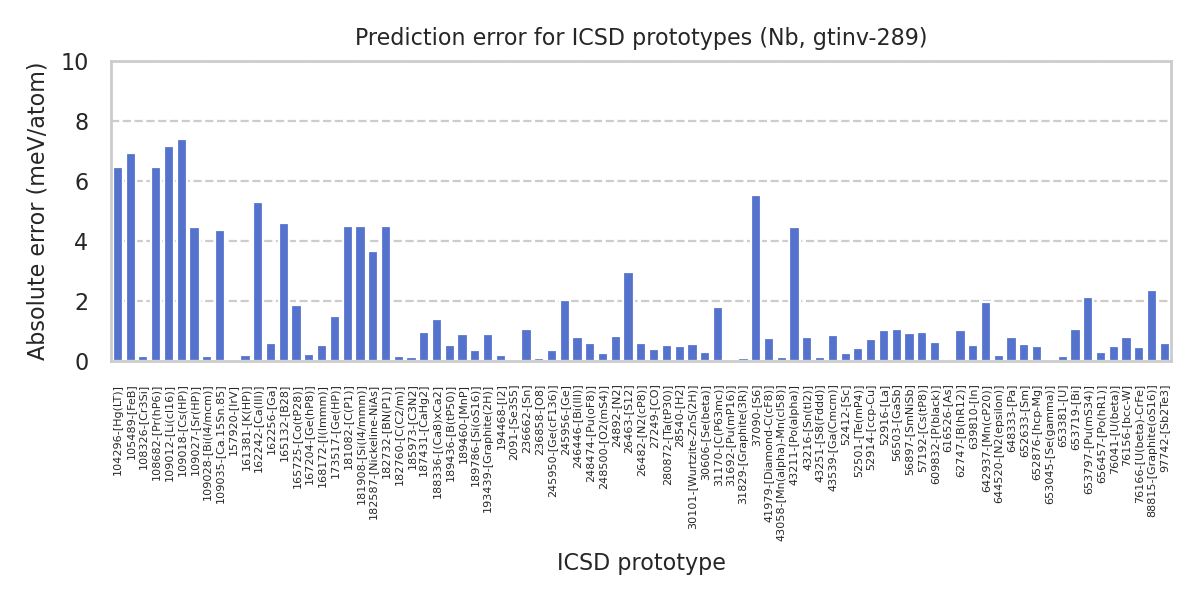 Prediction error for ICSD prototypes (Nb, gtinv-289)
Absolute error (meV/atom)
10
8
6
4
2
0
104296-[Hg(LT)]
105489-[FeB]
108326-[Cr3Si]
108682-[Pr(hP6)]
109012-[Li(cI16)]
109018-[Cs(HP)]
109027-[Sr(HP)]
109028-[Bi(I4/mcm)]
109035-[Ca.15Sn.85]
157920-[IrV]
161381-[K(HP)]
162242-[Ca(III)]
162256-[Ga]
165132-[B28]
165725-[Co(tP28)]
167204-[Ge(hP8)]
168172-[I(Immm)]
173517-[Ge(HP)]
181082-[C(P1)]
181908-[Si(I4/mmm)]
182587-[Nickeline-NiAs]
182732-[BN(P1)]
182760-[C(C2/m)]
185973-[C3N2]
187431-[CaHg2]
188336-[(Ca8)xCa2]
189436-[B(tP50)]
189460-[MnP]
189786-[Si(oS16)]
193439-[Graphite(2H)]
194468-[I2]
2091-[Se3S5]
236662-[Sn]
236858-[O8]
245950-[Ge(cF136)]
245956-[Ge]
246446-[Bi(III)]
248474-[Pu(oF8)]
248500-[O2(mS4)]
24892-[N2]
26463-[S12]
26482-[N2(cP8)]
27249-[CO]
280872-[Ta(tP30)]
28540-[H2]
30101-[Wurtzite-ZnS(2H)]
30606-[Se(beta)]
31170-[C(P63mc)]
31692-[Pu(mP16)]
31829-[Graphite(3R)]
37090-[S6]
41979-[Diamond-C(cF8)]
43058-[Mn(alpha)-Mn(cI58)]
43211-[Po(alpha)]
43216-[Sn(tI2)]
43251-[S8(Fddd)]
43539-[Ga(Cmcm)]
52412-[Sc]
52501-[Te(mP4)]
52914-[ccp-Cu]
52916-[La]
56503-[GaSb]
56897-[SmNiSb]
57192-[Cs(tP8)]
609832-[P(black)]
616526-[As]
62747-[B(hR12)]
639810-[In]
642937-[Mn(cP20)]
644520-[N2(epsilon)]
648333-[Pa]
652633-[Sm]
652876-[hcp-Mg]
653045-[Se(gamma)]
653381-[U]
653719-[Bi]
653797-[Pu(mS34)]
656457-[Po(hR1)]
76041-[U(beta)]
76156-[bcc-W]
76166-[U(beta)-CrFe]
88815-[Graphite(oS16)]
97742-[Sb2Te3]
ICSD prototype